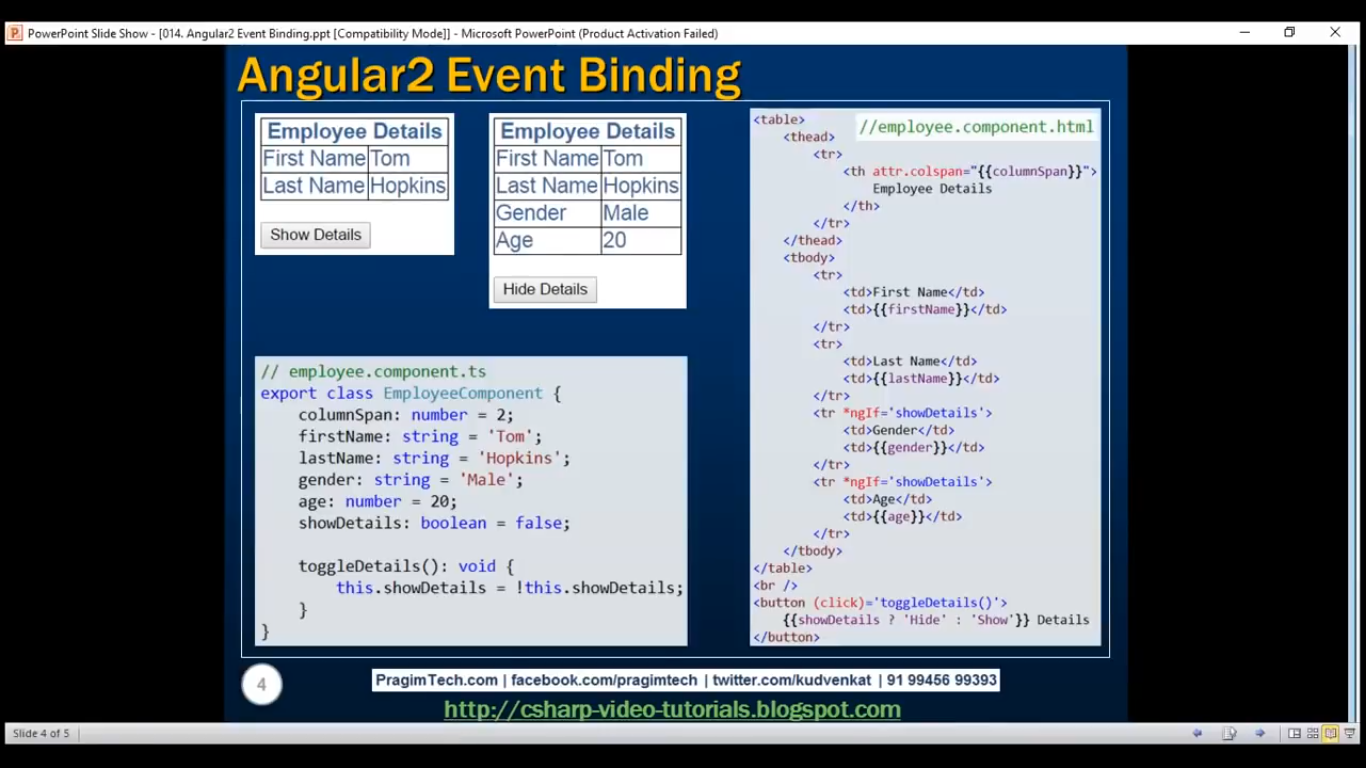 PowerPoint Slide Show - [014. Angular2 Event Binding.ppt [Compatibility Mode]] - Microsoft PowerPoint (Product Activation Failed)
Angular2 Event Binding
Employee Details
First Name Tom
Last Name Hopkins
Show Details
Employee Details
First Name Tom
Last Name Hopkins
Gender Male
Age 20
Hide Details
// employee.component.ts
export class EmployeeComponent {
    columnSpan: number = 2;
    firstName: string = 'Tom';
    lastName: string = 'Hopkins';
    gender: string = 'Male';
    age: number = 20;
    showDetails: boolean = false;
    toggleDetails(): void {
        this.showDetails = !this.showDetails;
    }
}
//employee.component.html
<table>
    <thead>
        <tr>
            <th attr.colspan="{{columnSpan}}">
                Employee Details
            </th>
        </tr>
    </thead>
    <tbody>
        <tr>
            <td>First Name</td>
            <td>{{firstName}}</td>
        </tr>
        <tr>
            <td>Last Name</td>
            <td>{{lastName}}</td>
        </tr>
        <tr *ngIf='showDetails'>
            <td>Gender</td>
            <td>{{gender}}</td>
        </tr>
        <tr *ngIf='showDetails'>
            <td>Age</td>
            <td>{{age}}</td>
        </tr>
    </tbody>
</table>
<br />
<button (click)='toggleDetails()'>
    {{showDetails ? 'Hide' : 'Show'}} Details
</button>
4
PragimTech.com | facebook.com/pragimtech | twitter.com/kudvenkat | 91 99456 99393
http://csharp-video-tutorials.blogspot.com
Slide 4 of 5